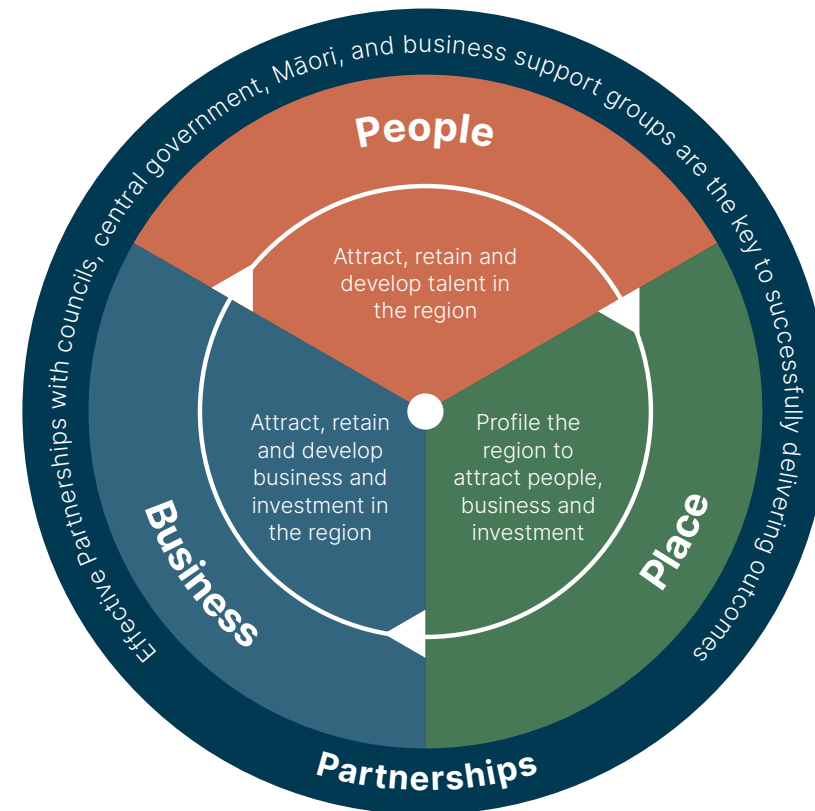 Effective Partnerships with councils, central government, Māori, and business support groups are the key to successfully delivering outcomes
People
Attract, retain and
develop talent in
the region
Attract, retain
and develop
business and
investment in
the region
Business
Profile the
region to
attract people,
business and
investment
Place
Partnerships